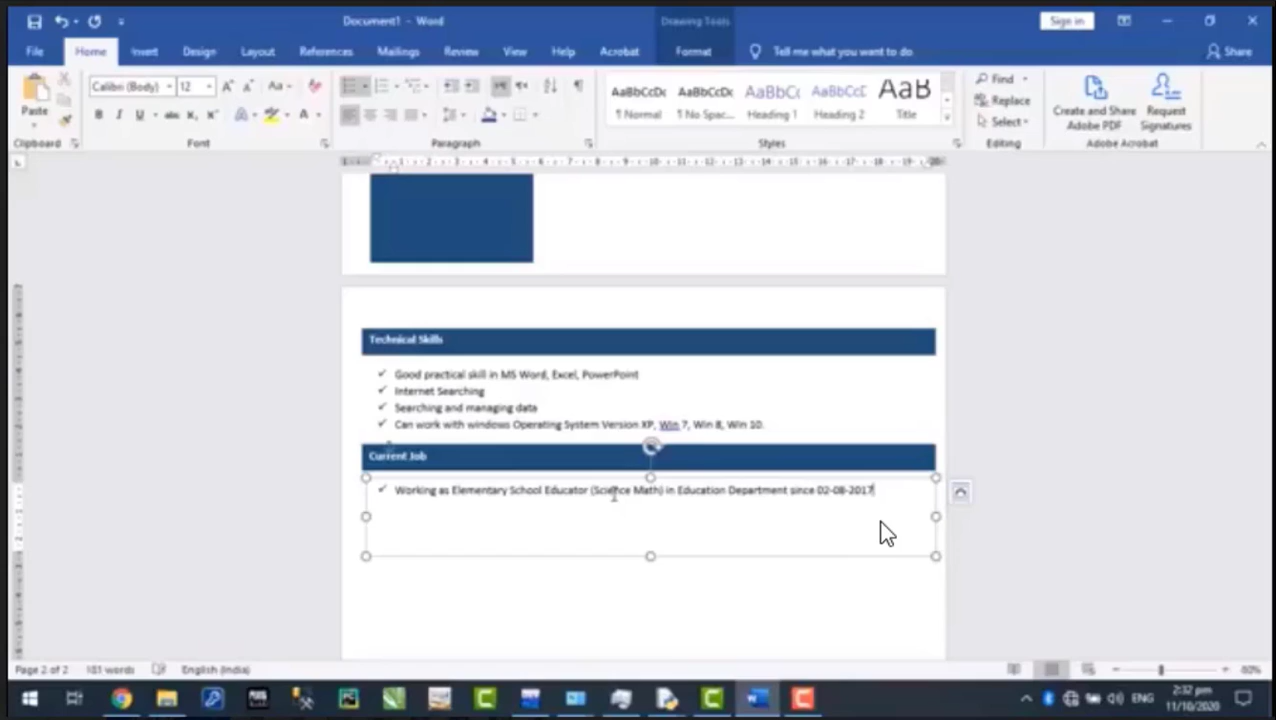 Document1 - Word
Drawing Tools
Sign in
File Home Insert Design Layout References Mailings Review View Help Acrobat Format Tell me what you want to do Share
Paste
Calibri (Body) 12
AaBbCcDc AaBbCcDc AaBbCc AaBbCcD AaB
¶ Normal ¶ No Spac... Heading 1 Heading 2 Title
Find
Replace
Select
Create and Share Adobe PDF
Request Signatures
Clipboard Font Paragraph Styles Editing Adobe Acrobat
Technical Skills
Good practical skill in MS Word, Excel, PowerPoint
Internet Searching
Searching and managing data
Can work with windows Operating System Version XP, Win 7, Win 8, Win 10.
Current Job
Working as Elementary School Educator (Science Math) in Education Department since 02-08-2017
Page 2 of 2 English (India) 80%
ENG
2:32 pm
11/10/2020